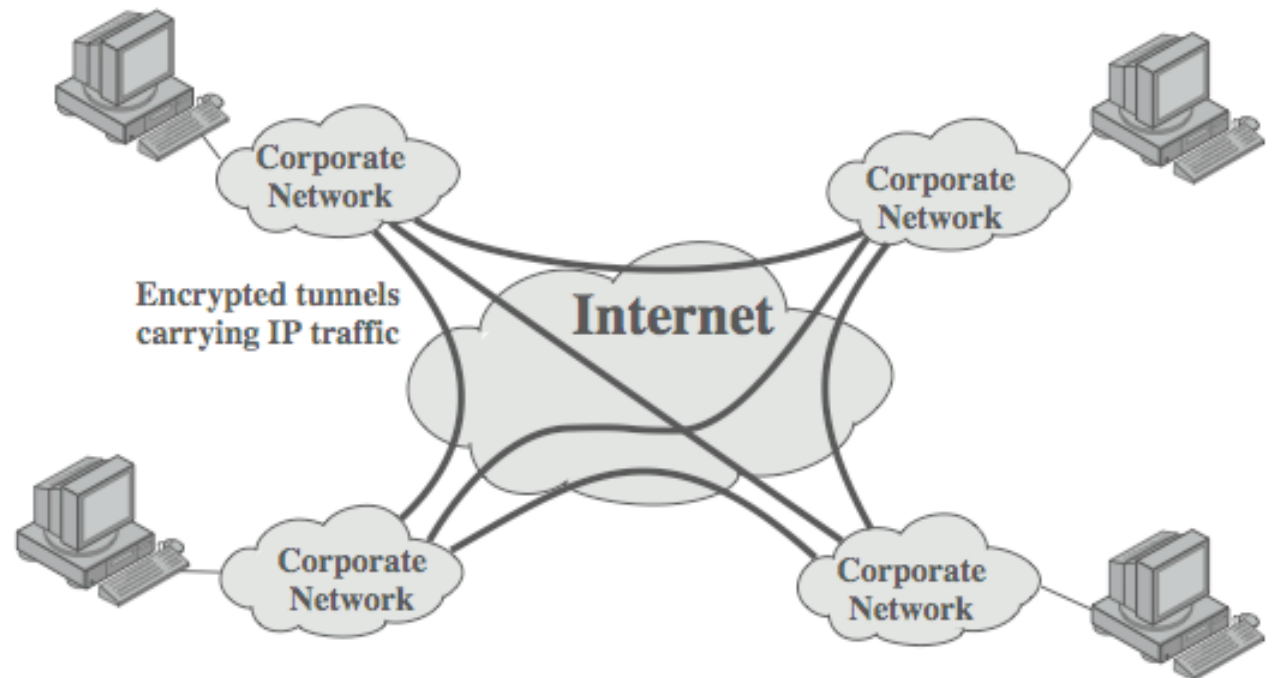 Corporate
Network
Corporate
Network
Encrypted tunnels
carrying IP traffic
Internet
Corporate
Network
Corporate
Network